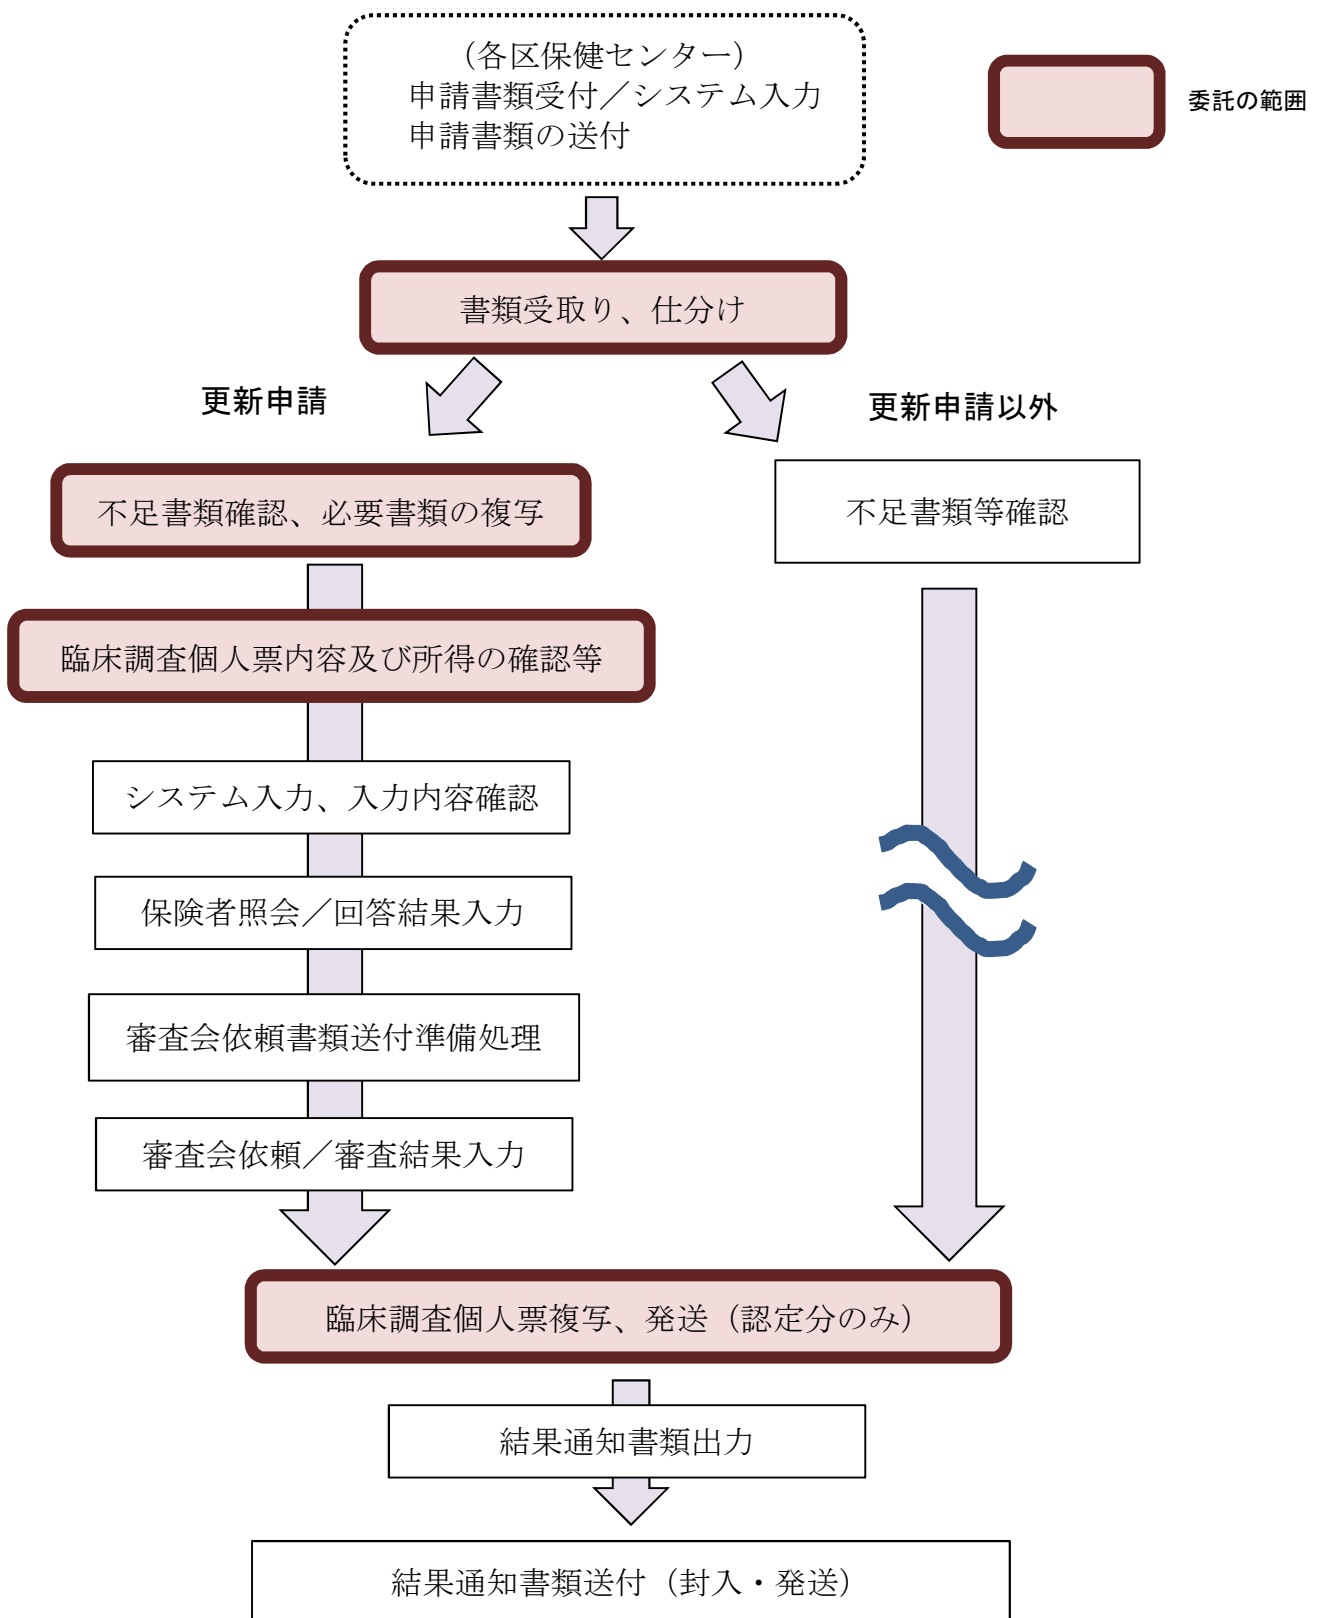 （各区保健センター）
申請書類受付／システム入力
申請書類の送付
委託の範囲
書類受取り、仕分け
更新申請
更新申請以外
不足書類確認、必要書類の複写
不足書類等確認
臨床調査個人票内容及び所得の確認等
システム入力、入力内容確認
保険者照会／回答結果入力
審査会依頼書類送付準備処理
審査会依頼／審査結果入力
臨床調査個人票複写、発送（認定分のみ）
結果通知書類出力
結果通知書類送付（封入・発送）